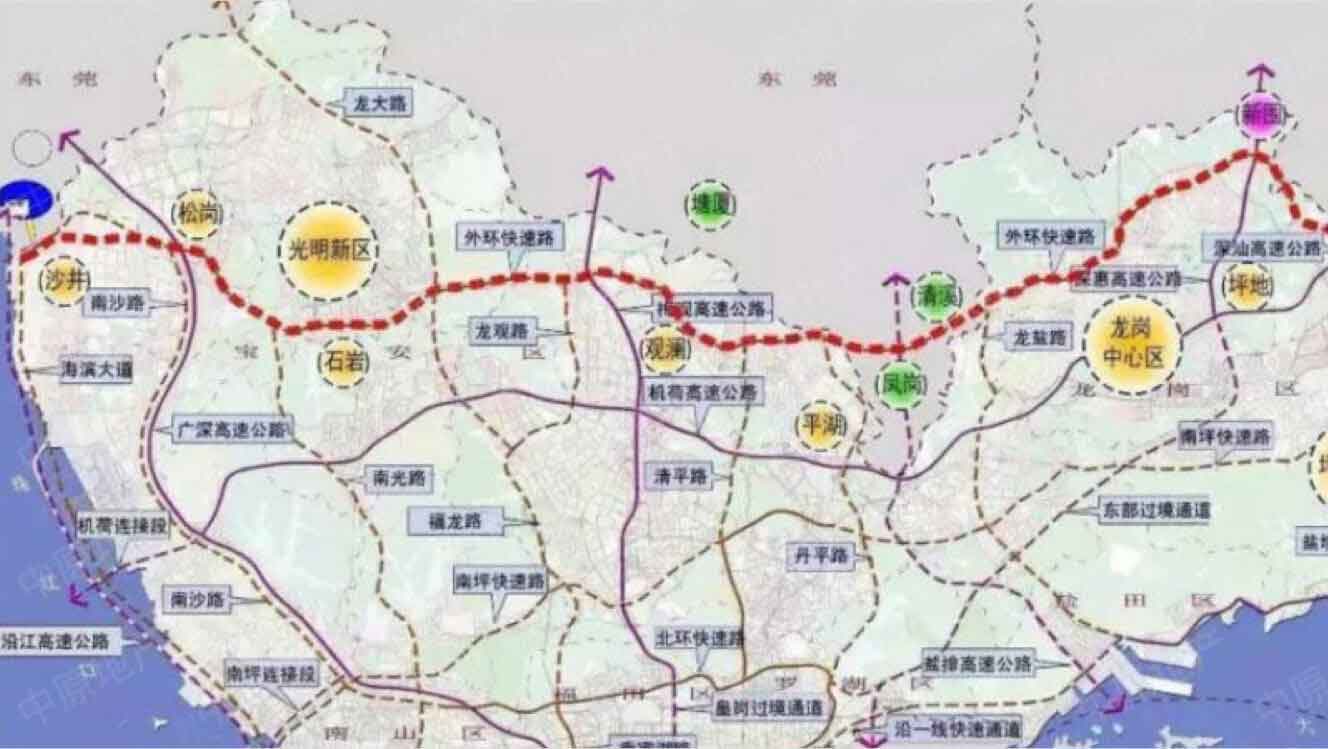 东 莞
东 莞
龙大路
新圩
松岗
塘厦
光明新区
外环快速路
外环快速路
深汕高速公路
沙井
南沙路
清溪
深惠高速公路
坪地
高速公路
龙观路
龙盐路
龙岗
中心区
宝 安 区
石岩
观澜
海滨大道
凤岗
机荷高速公路
龙 岗 区
平湖
广深高速公路
南坪快速路
南光路
清平路
机荷连接段
福龙路
东部过境通道
丹平路
南坪快速路
南沙路
盐 田 区
沿江高速公路
北环快速路
盐排高速公路
南坪连接段
福 田 区
罗 湖 区
皇岗过境通道
南 山 区
沿一线快速通道
中原地